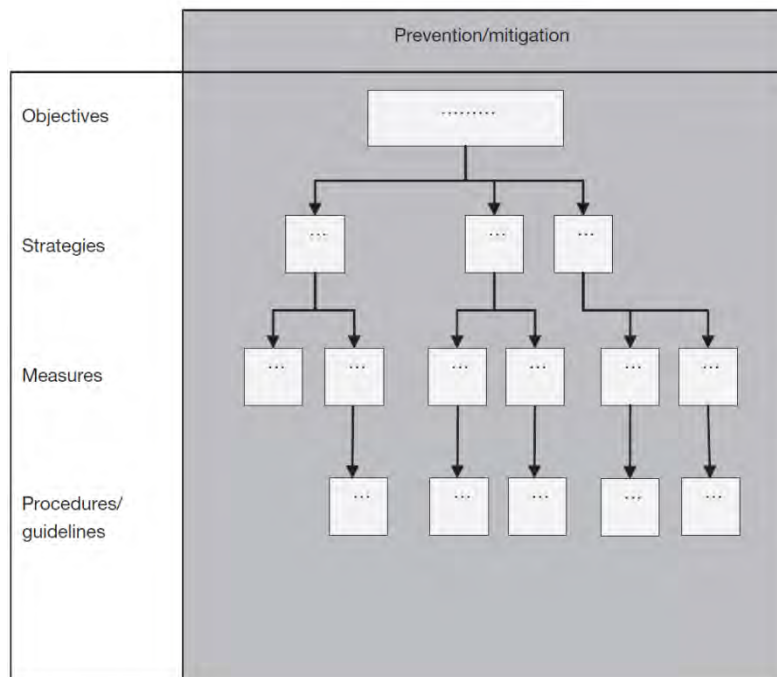 Prevention/mitigation
Objectives
.........
Strategies
... ... ...
Measures
... ... ... ... ... ...
Procedures/
guidelines
... ... ... ... ...